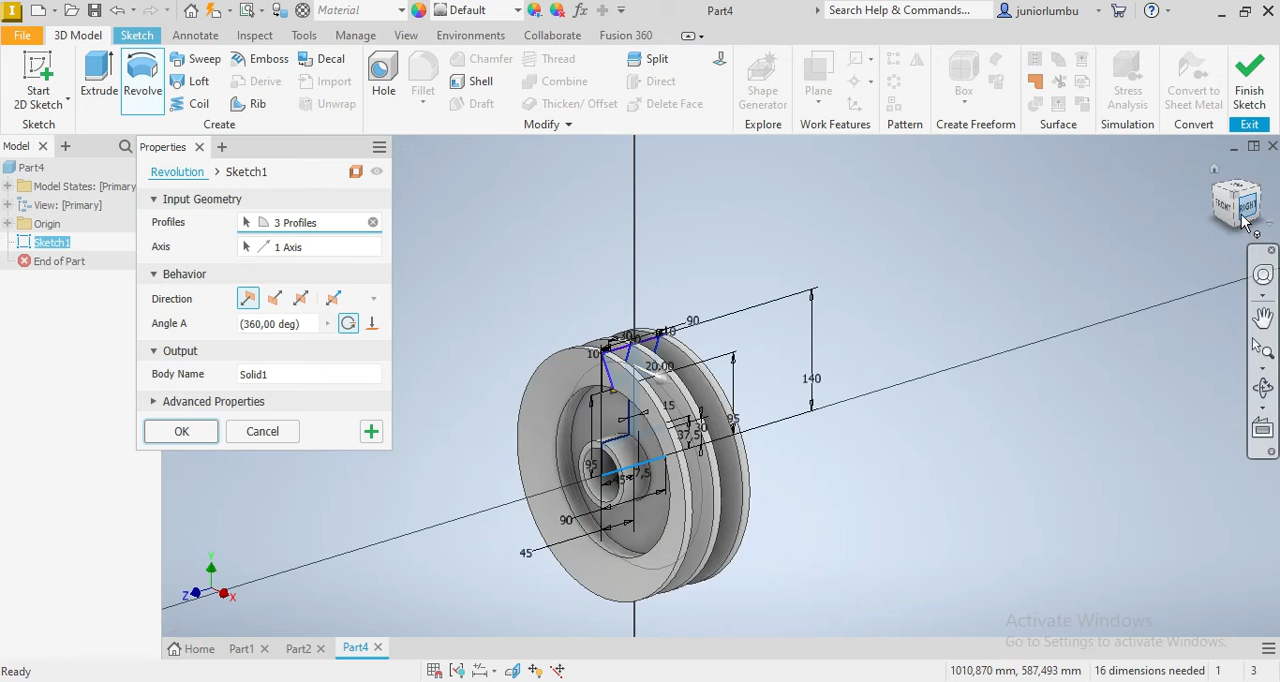 Material
Default
Part4
Search Help & Commands...
juniorlumbu
File
3D Model
Sketch
Annotate
Inspect
Tools
Manage
View
Environments
Collaborate
Fusion 360
Start
2D Sketch
Extrude
Revolve
Sweep
Loft
Coil
Emboss
Derive
Rib
Decal
Import
Unwrap
Hole
Fillet
Chamfer
Shell
Draft
Thread
Combine
Thicken/ Offset
Split
Direct
Delete Face
Shape
Generator
Plane
Box
Stress
Analysis
Convert to
Sheet Metal
Finish
Sketch
Sketch
Create
Modify
Explore
Work Features
Pattern
Create Freeform
Surface
Simulation
Convert
Exit
Model
Part4
Model States: [Primary
View: [Primary]
Origin
Sketch1
End of Part
Properties
Revolution > Sketch1
Input Geometry
Profiles
3 Profiles
Axis
1 Axis
Behavior
Direction
Angle A
(360,00 deg)
Output
Body Name
Solid1
Advanced Properties
OK
Cancel
FRONT
RIGHT
90
10
20,00
140
15
95
30
37,5
95
90
45
Y
Z
X
Activate Windows
Go to Settings to activate Windows.
Home
Part1
Part2
Part4
Ready
1010,870 mm, 587,493 mm
16 dimensions needed
1
3